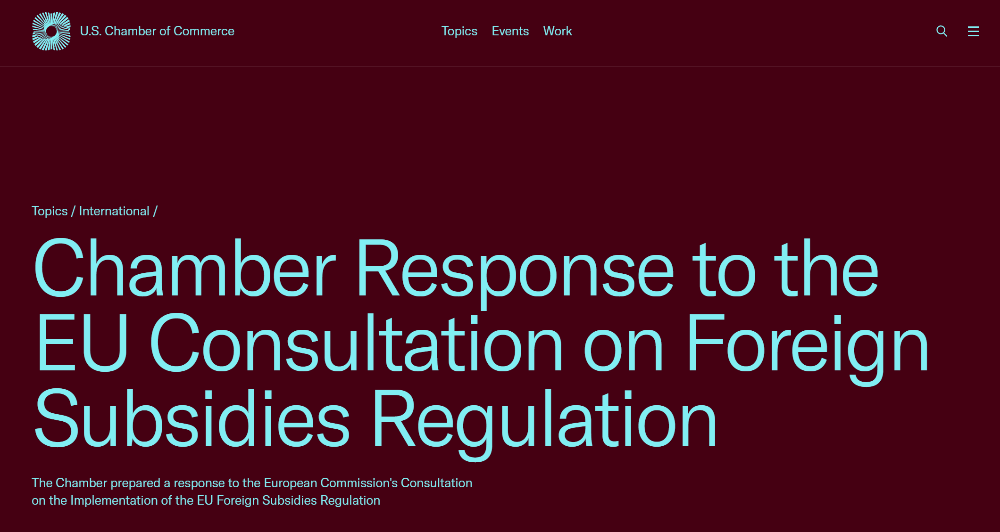 U.S. Chamber of Commerce
Topics Events Work
Topics / International /
Chamber Response to the
EU Consultation on Foreign
Subsidies Regulation
The Chamber prepared a response to the European Commission's Consultation
on the Implementation of the EU Foreign Subsidies Regulation